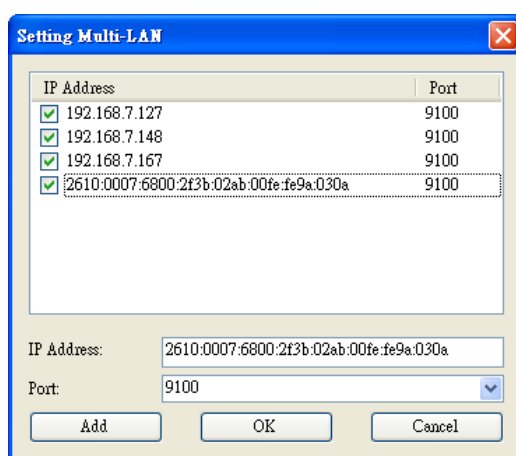 Setting Multi-LAN
IP Address Port
192.168.7.127 9100
192.168.7.148 9100
192.168.7.167 9100
2610:0007:6800:2f3b:02ab:00fe:fe9a:030a 9100
IP Address: 2610:0007:6800:2f3b:02ab:00fe:fe9a:030a
Port: 9100
Add OK Cancel